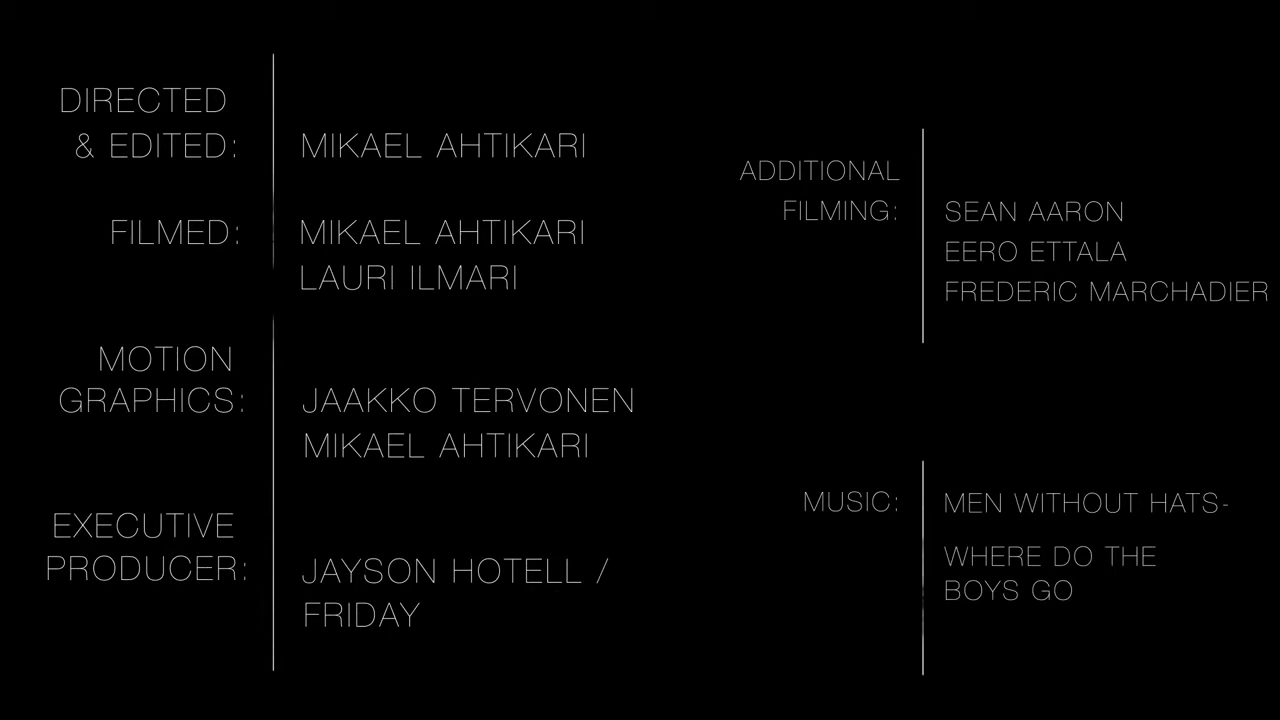 DIRECTED
& EDITED: MIKAEL AHTIKARI
FILMED: MIKAEL AHTIKARI
LAURI ILMARI
MOTION
GRAPHICS: JAAKKO TERVONEN
MIKAEL AHTIKARI
EXECUTIVE
PRODUCER: JAYSON HOTELL /
FRIDAY
ADDITIONAL
FILMING: SEAN AARON
EERO ETTALA
FREDERIC MARCHADIER
MUSIC: MEN WITHOUT HATS-
WHERE DO THE
BOYS GO